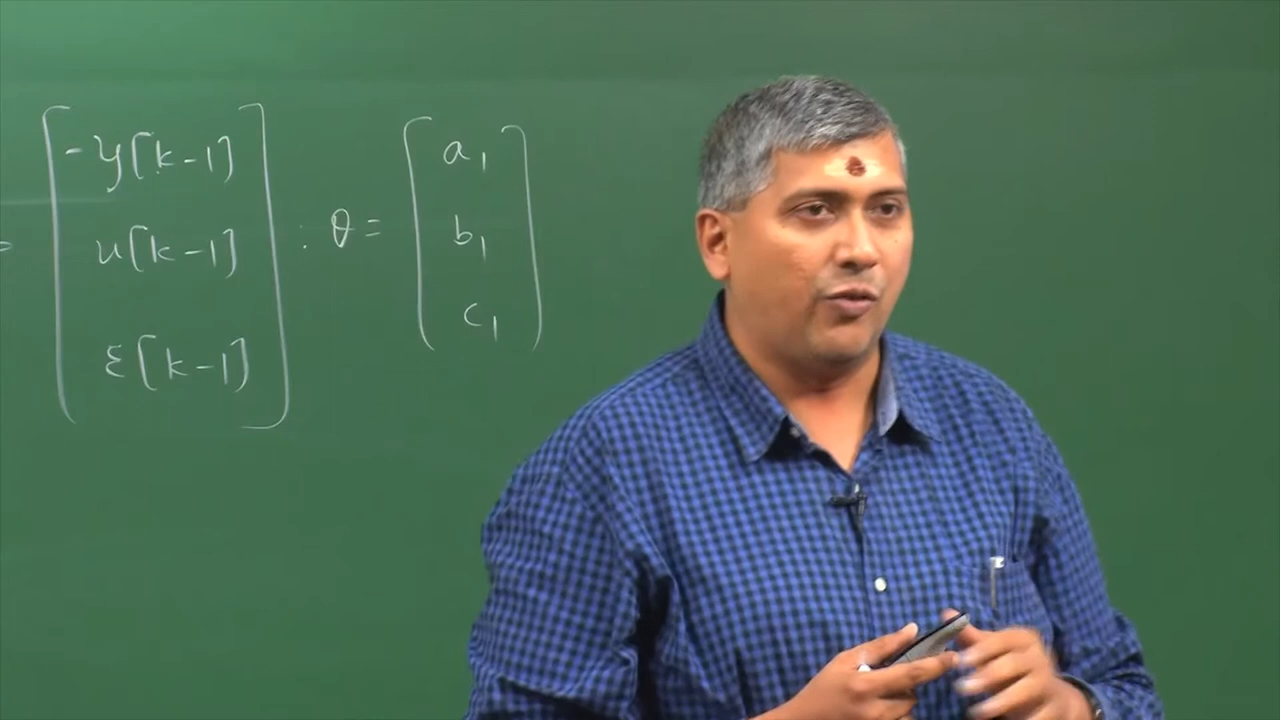 = [ -y[k-1] u[k-1] ε[k-1] ] : θ = [ a₁ b₁ c₁ ]